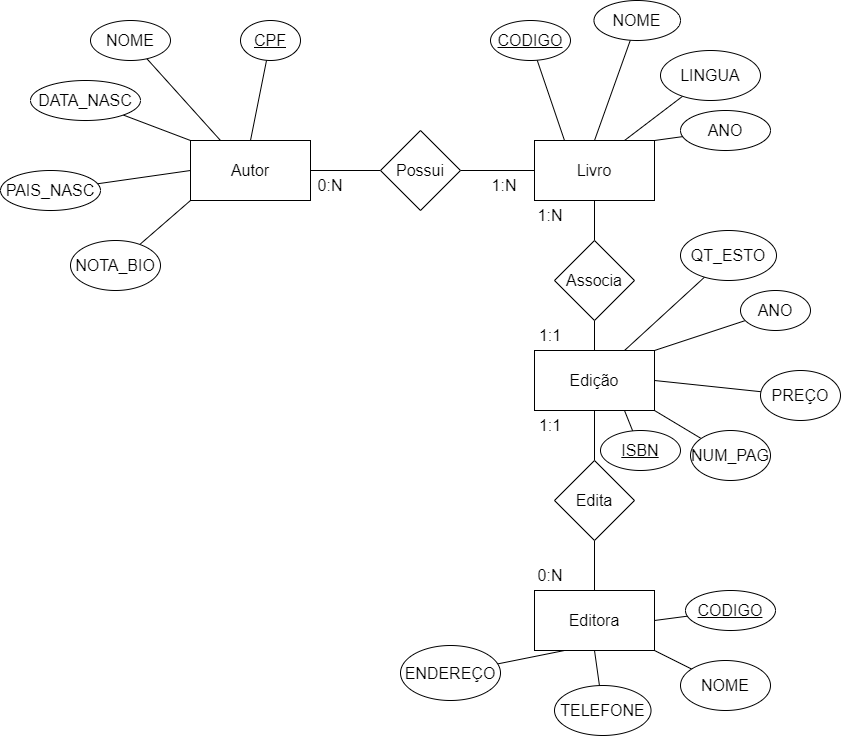 NOME
CPF
CODIGO
NOME
DATA_NASC
LINGUA
ANO
Autor
Possui
Livro
PAIS_NASC
0:N
1:N
1:N
NOTA_BIO
QT_ESTO
Associa
ANO
1:1
Edição
PREÇO
1:1
ISBN
NUM_PAG
Edita
0:N
Editora
CODIGO
ENDEREÇO
NOME
TELEFONE